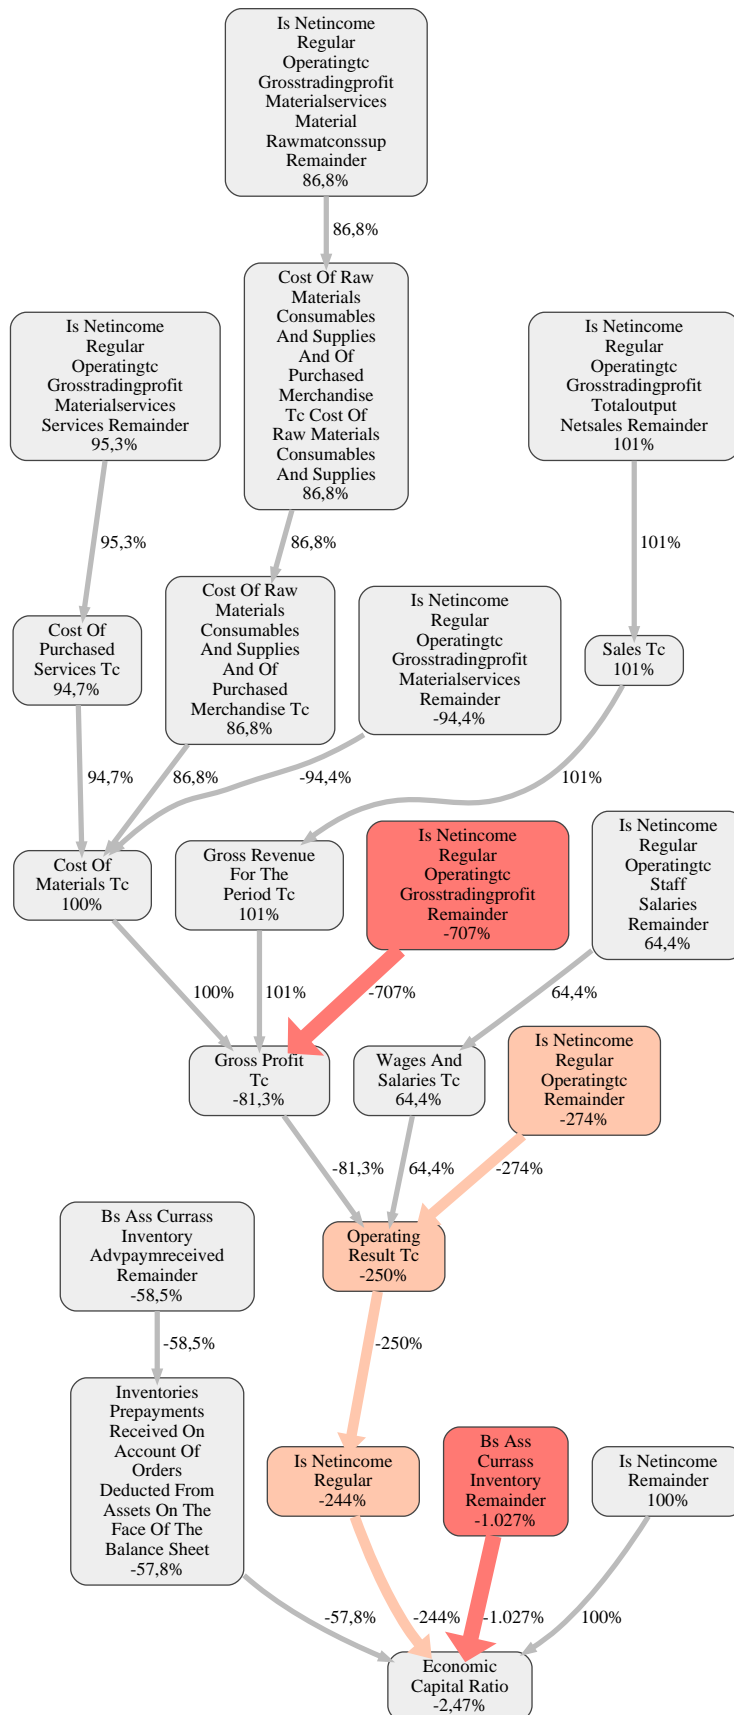 Is Netincome
Regular
Operatingtc
Grosstradingprofit
Materialservices
Material
Rawmatconssup
Remainder
86,8%
86,8%
Cost Of Raw
Materials
Consumables
And Supplies
And Of
Purchased
Merchandise
Tc Cost Of
Raw Materials
Consumables
And Supplies
86,8%
Is Netincome
Regular
Operatingtc
Grosstradingprofit
Materialservices
Services Remainder
95,3%
Is Netincome
Regular
Operatingtc
Grosstradingprofit
Totaloutput
Netsales Remainder
101%
95,3%
86,8%
101%
Cost Of
Purchased
Services Tc
94,7%
Cost Of Raw
Materials
Consumables
And Supplies
And Of
Purchased
Merchandise Tc
86,8%
Is Netincome
Regular
Operatingtc
Grosstradingprofit
Materialservices
Remainder
-94,4%
Sales Tc
101%
94,7%
86,8%
-94,4%
101%
Cost Of
Materials Tc
100%
Gross Revenue
For The
Period Tc
101%
Is Netincome
Regular
Operatingtc
Grosstradingprofit
Remainder
-707%
Is Netincome
Regular
Operatingtc
Staff
Salaries
Remainder
64,4%
100%
101%
-707%
64,4%
Gross Profit
Tc
-81,3%
Wages And
Salaries Tc
64,4%
Is Netincome
Regular
Operatingtc
Remainder
-274%
-81,3%
64,4%
-274%
Bs Ass Currass
Inventory
Advpaymreceived
Remainder
-58,5%
Operating
Result Tc
-250%
-58,5%
-250%
Inventories
Prepayments
Received On
Account Of
Orders
Deducted From
Assets On The
Face Of The
Balance Sheet
-57,8%
Is Netincome
Regular
-244%
Bs Ass
Currass
Inventory
Remainder
-1.027%
Is Netincome
Remainder
100%
-57,8%
-244%
-1.027%
100%
Economic
Capital Ratio
-2,47%